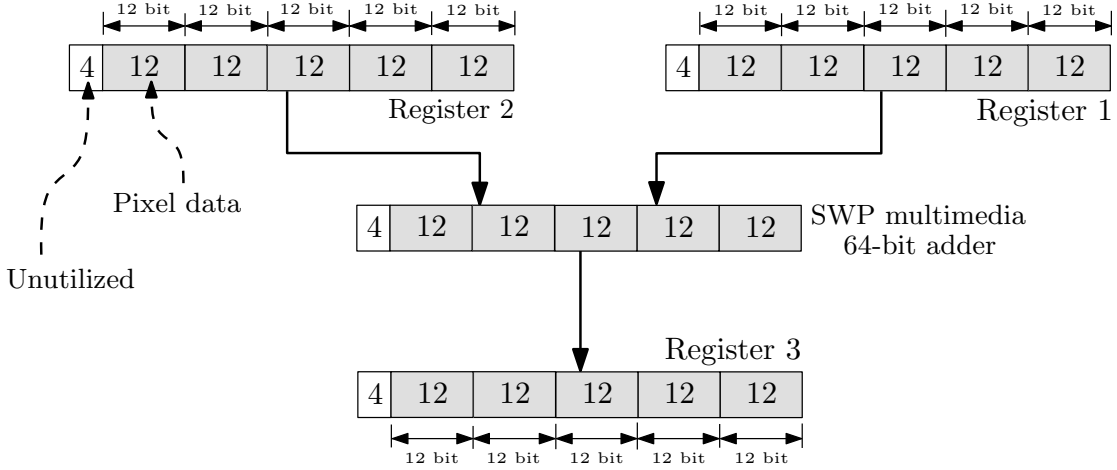 12 bit 12 bit 12 bit 12 bit 12 bit
12 bit 12 bit 12 bit 12 bit 12 bit
4 12 12 12 12 12
4 12 12 12 12 12
Register 2
Register 1
Pixel data
Unutilized
4 12 12 12 12 12
SWP multimedia
64-bit adder
Register 3
4 12 12 12 12 12
12 bit 12 bit 12 bit 12 bit 12 bit